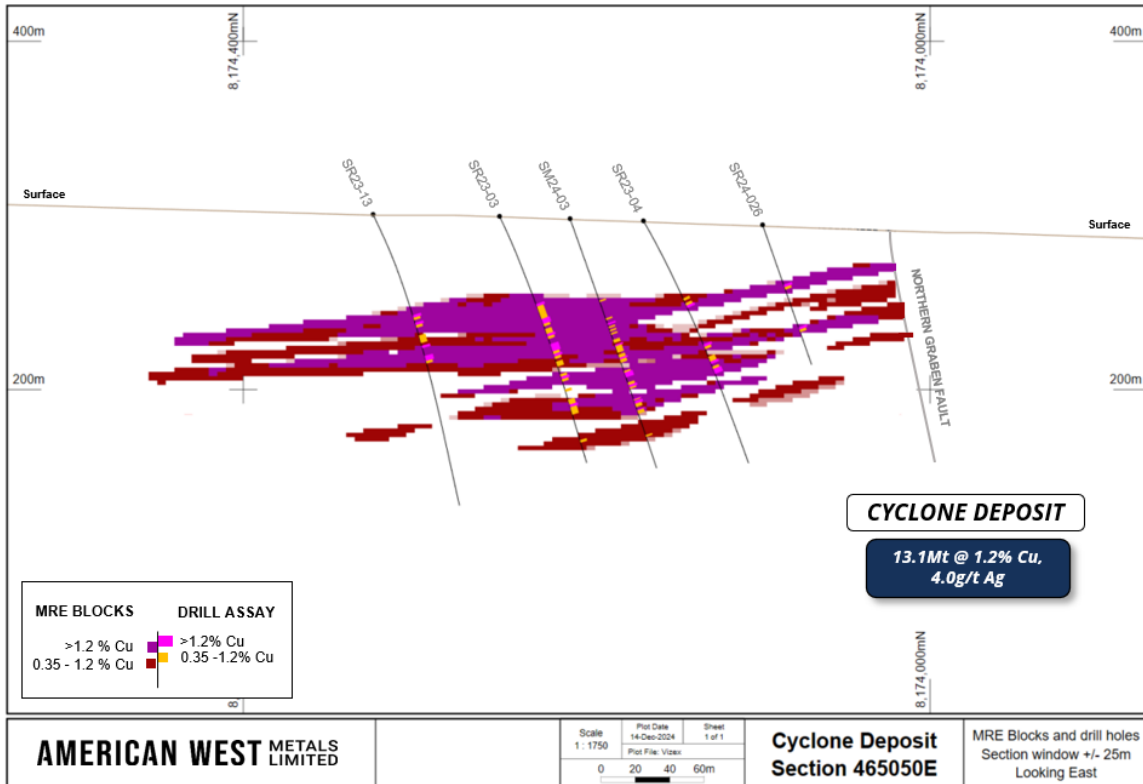 400m
8,174,400mN
8,174,000mN
400m
SR23-13
SR23-03
SM24-03
SR23-04
SR24-026
Surface
Surface
NORTHERN GRABEN FAULT
200m
200m
CYCLONE DEPOSIT
13.1Mt @ 1.2% Cu,
4.0g/t Ag
MRE BLOCKS DRILL ASSAY
>1.2 % Cu >1.2% Cu
0.35 - 1.2 % Cu 0.35 -1.2% Cu
8,174,000mN
AMERICAN WEST METALS LIMITED
Scale
1 : 1750
Plot Date
14-Dec-2024
Sheet
1 of 1
Plot File: Vizex
0 20 40 60m
Cyclone Deposit
Section 465050E
MRE Blocks and drill holes
Section window +/- 25m
Looking East